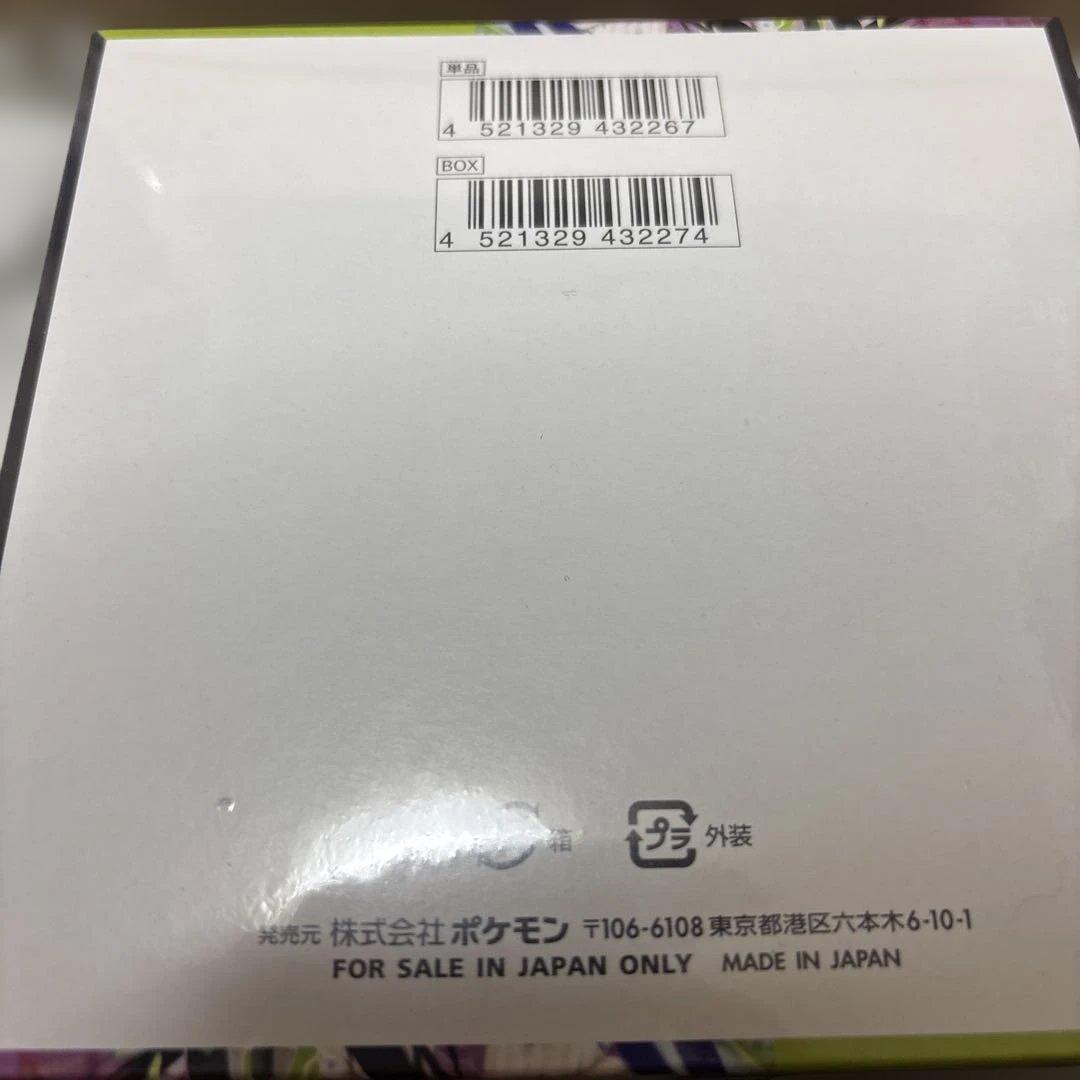 単品
4 521329 432267
BOX
4 521329 432274
箱
プラ 外装
発売元 株式会社ポケモン 〒106-6108 東京都港区六本木6-10-1
FOR SALE IN JAPAN ONLY MADE IN JAPAN